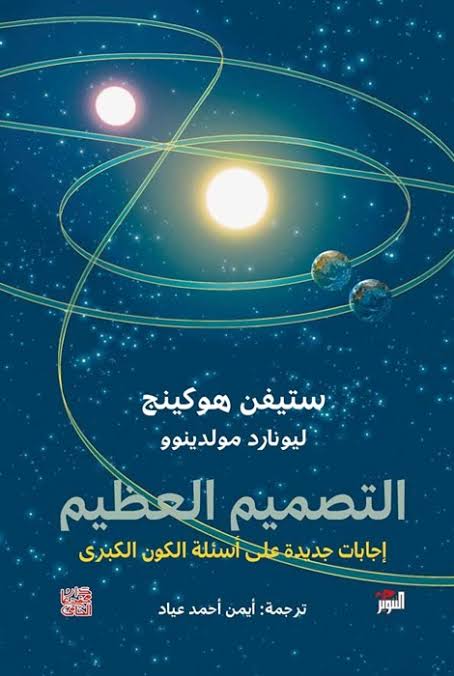 ستيفن هوكينج
ليونارد مولدينوو
التصميم العظيم
إجابات جديدة على أسئلة الكون الكبرى
ترجمة: أيمن أحمد عياد
التنوير